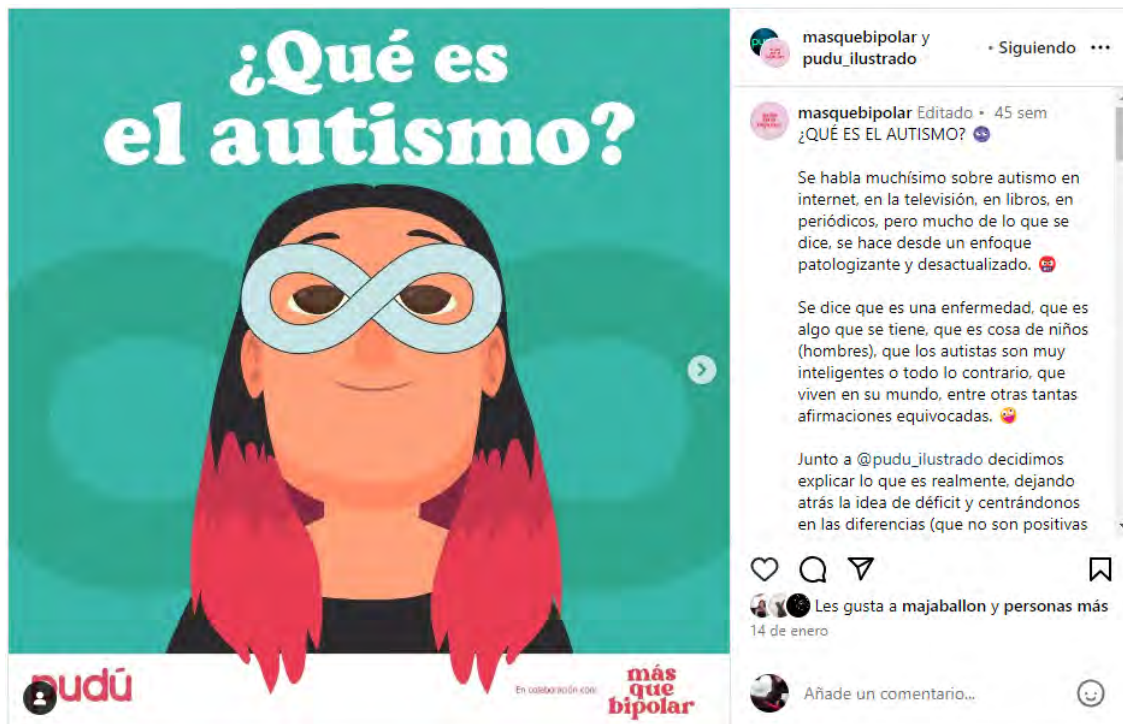 ¿Qué es
el autismo?
pudú
En colaboración con:
más
que
bipolar
masquebipolar y
pudu_ilustrado
• Siguiendo
masquebipolar Editado • 45 sem
¿QUÉ ES EL AUTISMO?
Se habla muchísimo sobre autismo en
internet, en la televisión, en libros, en
periódicos, pero mucho de lo que se
dice, se hace desde un enfoque
patologizante y desactualizado.
Se dice que es una enfermedad, que es
algo que se tiene, que es cosa de niños
(hombres), que los autistas son muy
inteligentes o todo lo contrario, que
viven en su mundo, entre otras tantas
afirmaciones equivocadas.
Junto a @pudu_ilustrado decidimos
explicar lo que es realmente, dejando
atrás la idea de déficit y centrándonos
en las diferencias (que no son positivas
Les gusta a majaballon y personas más
14 de enero
Añade un comentario...